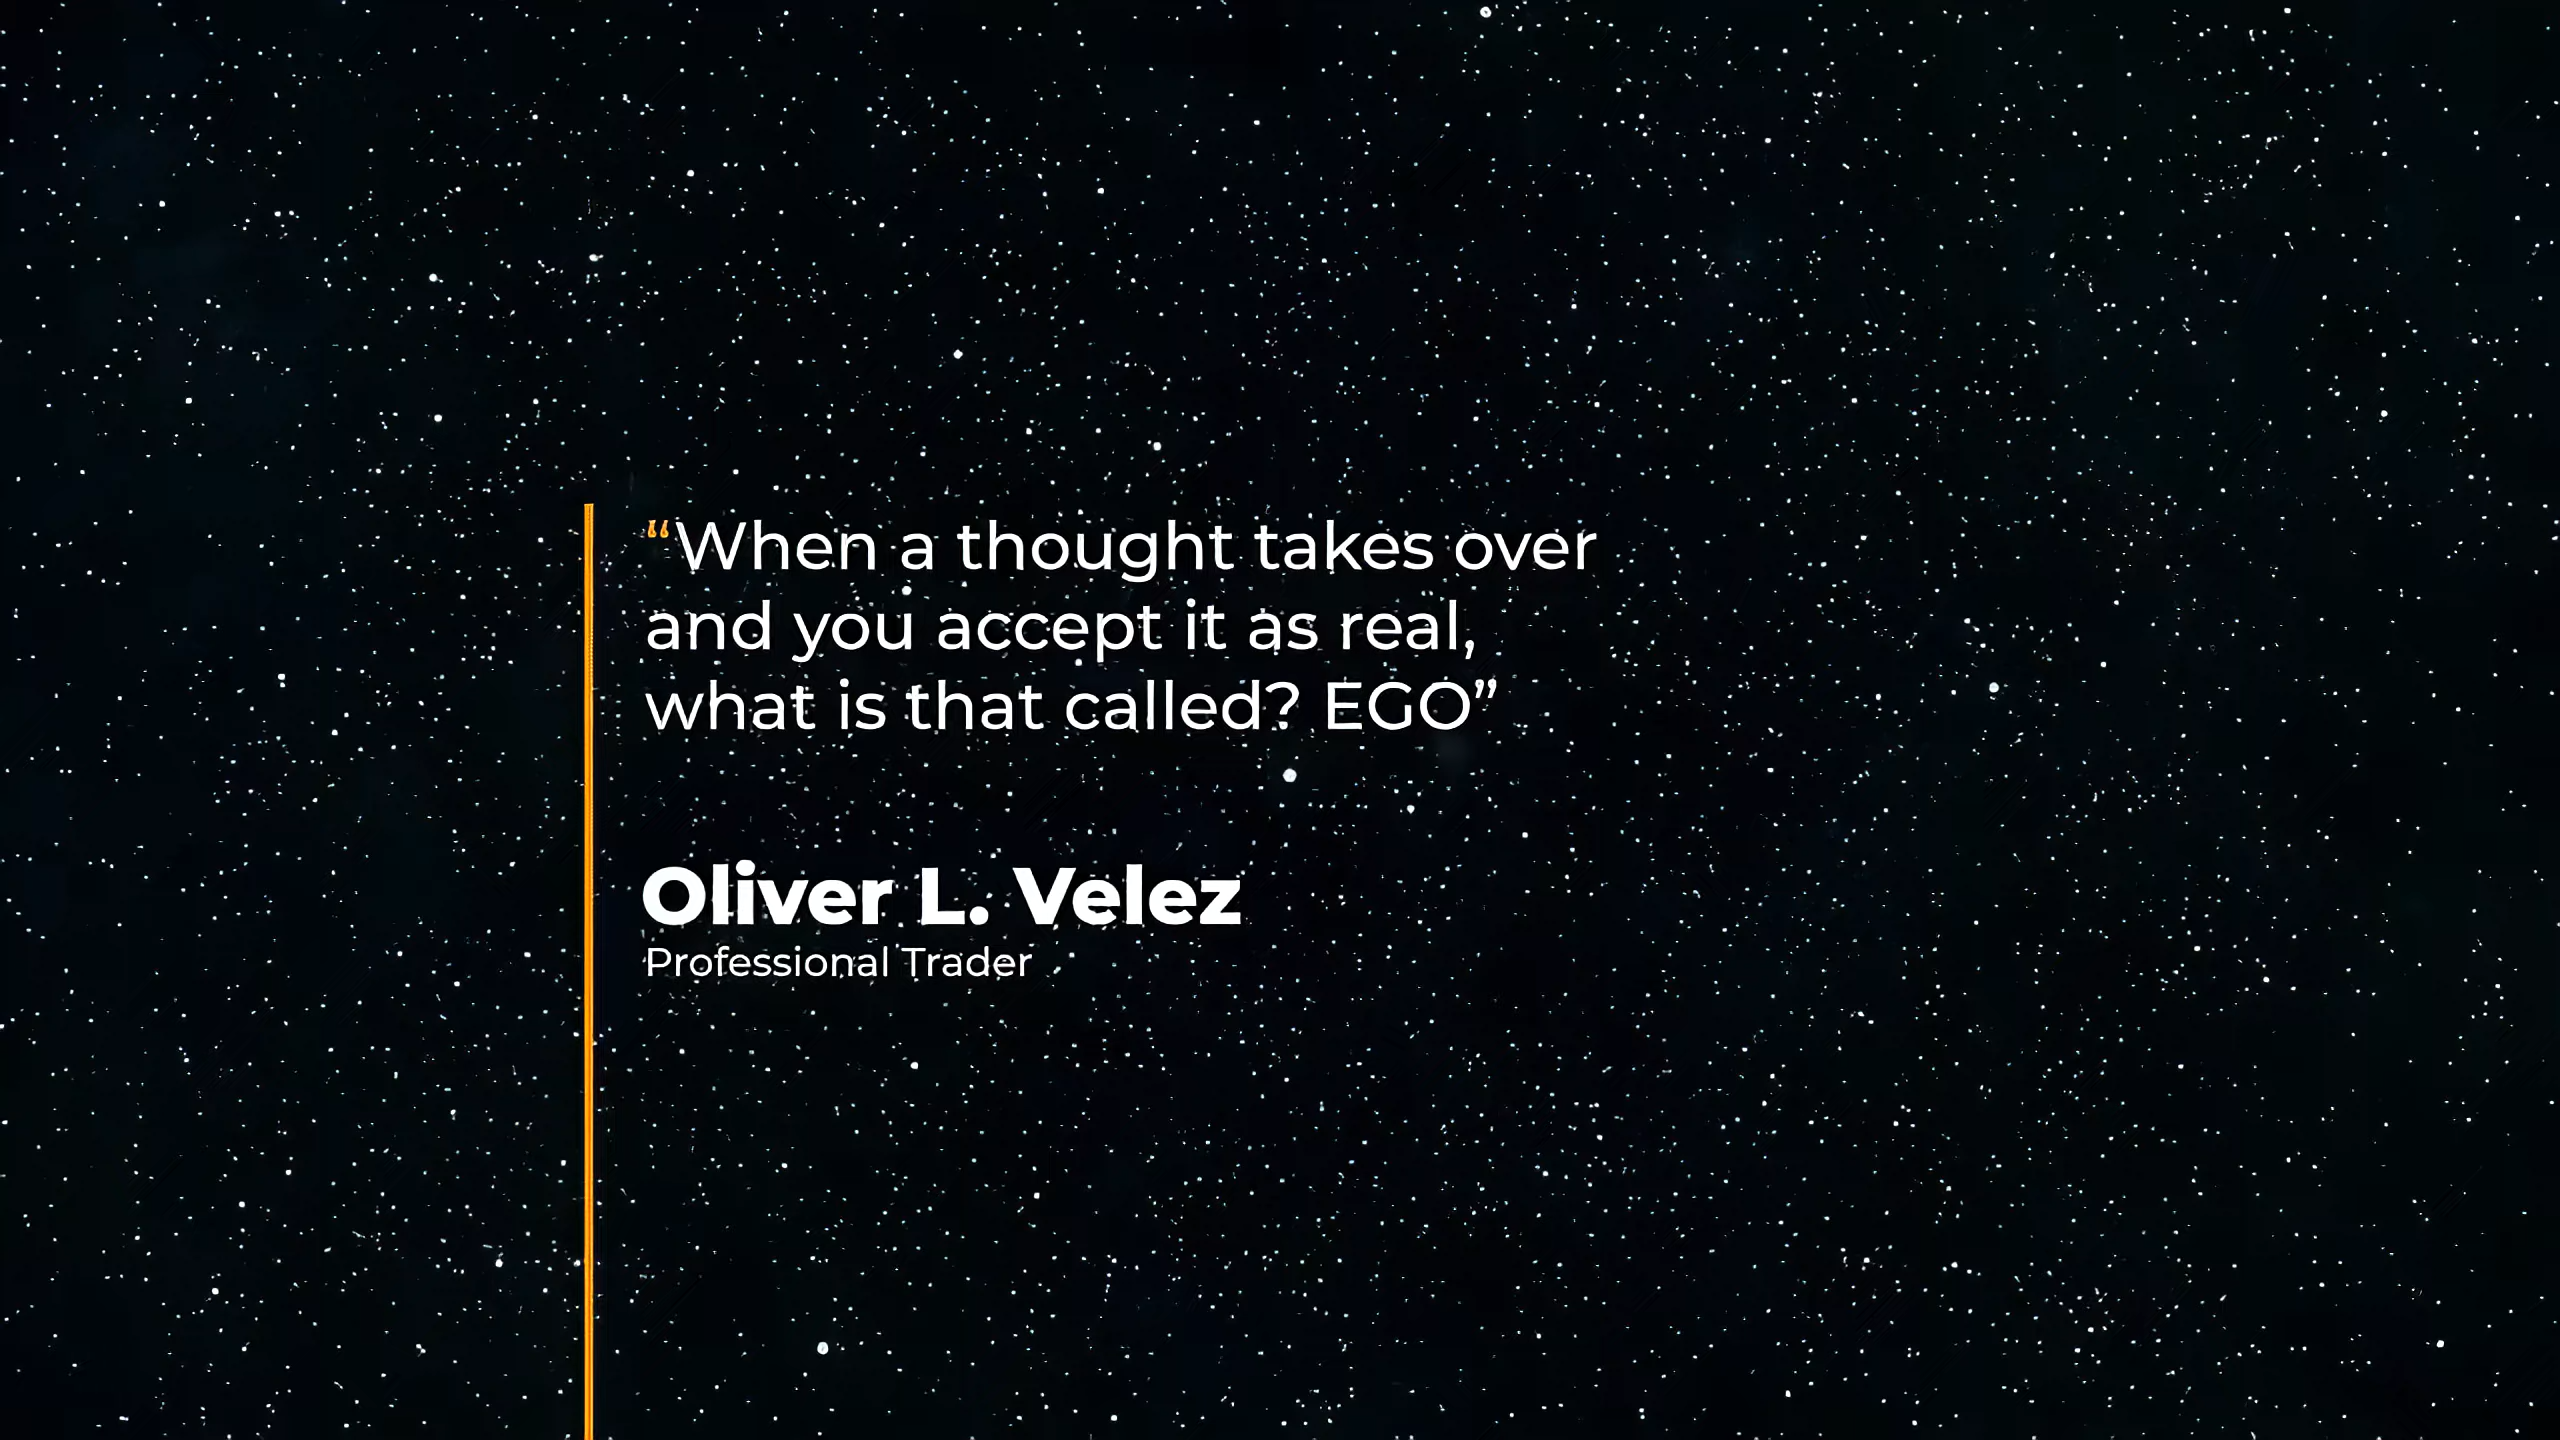 “When a thought takes over
and you accept it as real,
what is that called? EGO”
Oliver L. Velez
Professional Trader